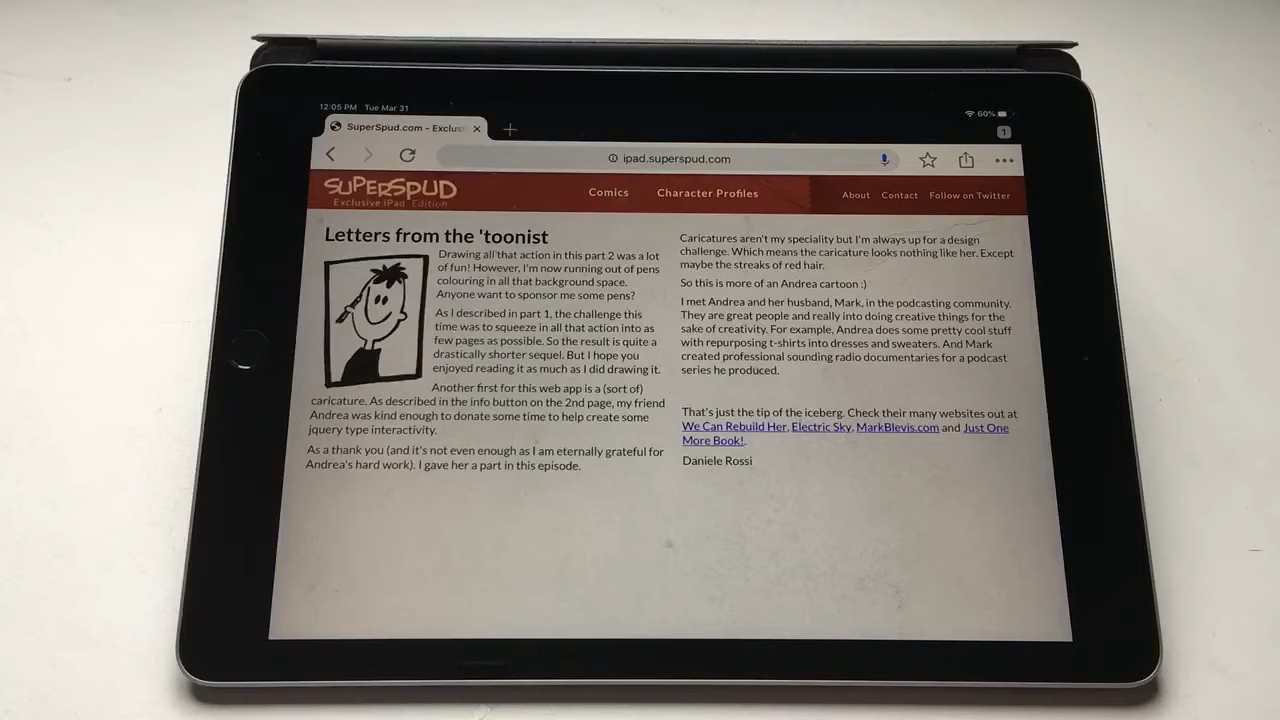 12:05 PM Tue Mar 31
60%
SuperSpud.com - Exclus
1
ipad.superspud.com
SUPERSPUD
Exclusive iPad Edition
Comics
Character Profiles
About
Contact
Follow on Twitter
Letters from the 'toonist
Drawing all that action in this part 2 was a lot
of fun! However, I'm now running out of pens
colouring in all that background space.
Anyone want to sponsor me some pens?
As I described in part 1, the challenge this
time was to squeeze in all that action into as
few pages as possible. So the result is quite a
drastically shorter sequel. But I hope you
enjoyed reading it as much as I did drawing it.
Another first for this web app is a (sort of)
caricature. As described in the info button on the 2nd page, my friend
Andrea was kind enough to donate some time to help create some
jquery type interactivity.
As a thank you (and it's not even enough as I am eternally grateful for
Andrea's hard work). I gave her a part in this episode.
Caricatures aren't my speciality but I'm always up for a design
challenge. Which means the caricature looks nothing like her. Except
maybe the streaks of red hair.
So this is more of an Andrea cartoon :)
I met Andrea and her husband, Mark, in the podcasting community.
They are great people and really into doing creative things for the
sake of creativity. For example, Andrea does some pretty cool stuff
with repurposing t-shirts into dresses and sweaters. And Mark
created professional sounding radio documentaries for a podcast
series he produced.
That's just the tip of the iceberg. Check their many websites out at
We Can Rebuild Her, Electric Sky, MarkBlevis.com and Just One
More Book!.
Daniele Rossi